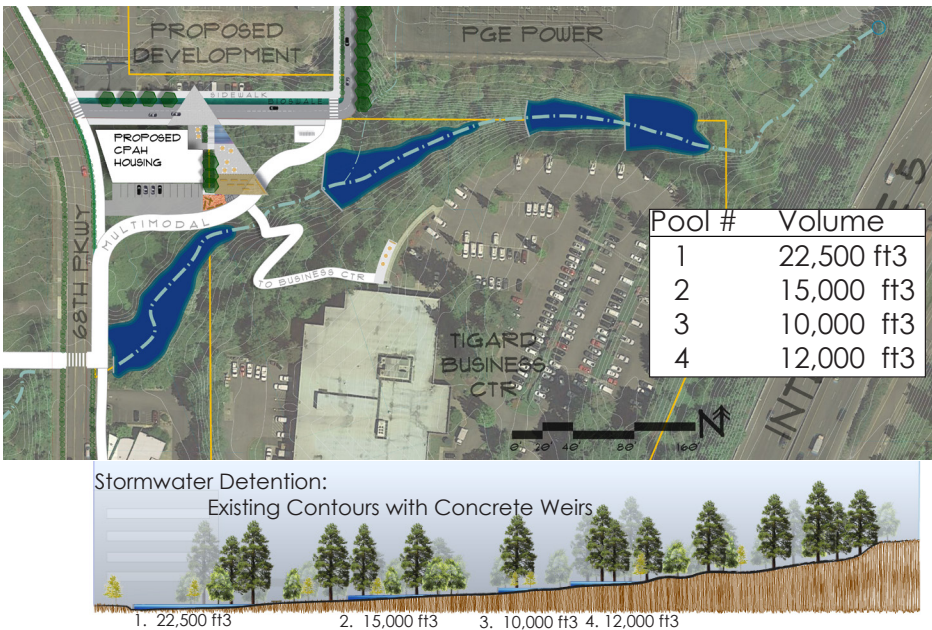 PROPOSED
DEVELOPMENT
PGE POWER
SIDEWALK
BIOSWALE
PROPOSED
CPAH
HOUSING
MULTIMODAL
68TH PKWY
TO BUSINESS CTR
TIGARD
BUSINESS
CTR
5
Pool # Volume
1 22,500 ft3
2 15,000 ft3
3 10,000 ft3
4 12,000 ft3
0' 20' 40' 80' 160'
N
Stormwater Detention:
Existing Contours with Concrete Weirs
1. 22,500 ft3
2. 15,000 ft3
3. 10,000 ft3
4. 12,000 ft3